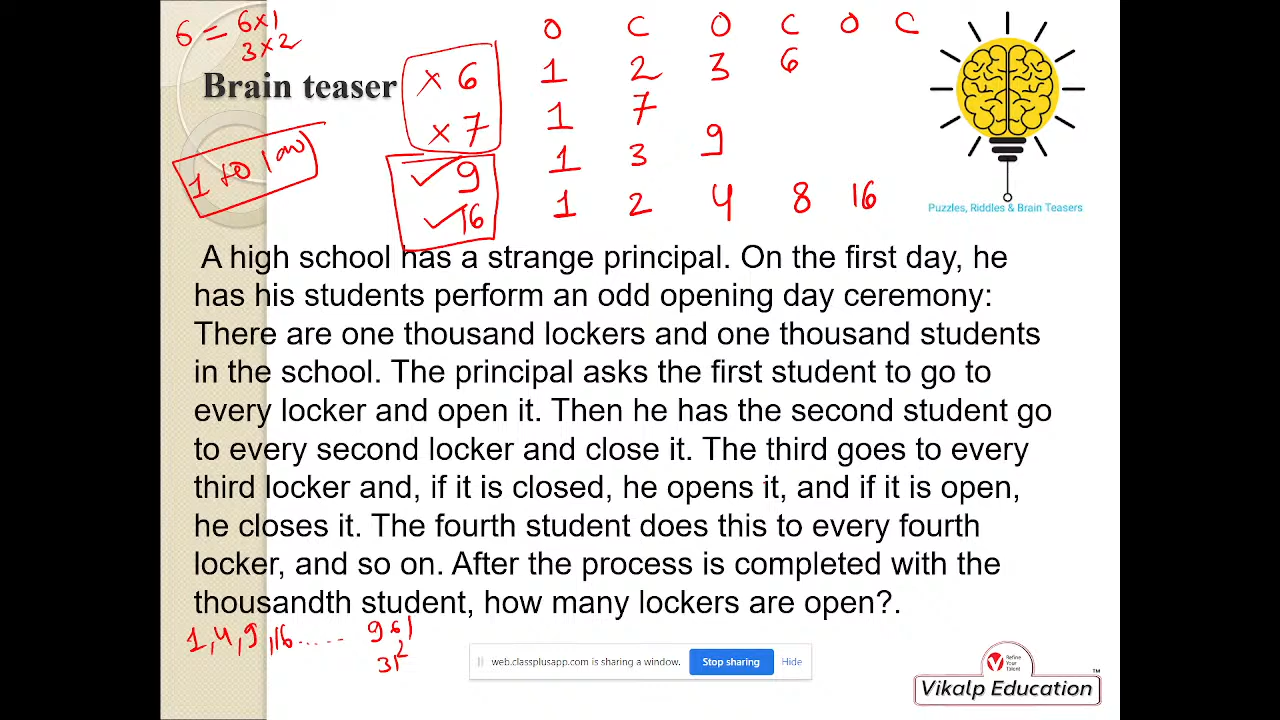 6 = 6x1
3x2
O C O C O C
Brain teaser
x 6 1 2 3 6
x 7 1 7
✓ 9 1 3 9
✓ 16 1 2 4 8 16
1 to 1000
Puzzles, Riddles & Brain Teasers
A high school has a strange principal. On the first day, he
has his students perform an odd opening day ceremony:
There are one thousand lockers and one thousand students
in the school. The principal asks the first student to go to
every locker and open it. Then he has the second student go
to every second locker and close it. The third goes to every
third locker and, if it is closed, he opens it, and if it is open,
he closes it. The fourth student does this to every fourth
locker, and so on. After the process is completed with the
thousandth student, how many lockers are open?.
1, 4, 9, 16 ..... 961
31²
web.classplusapp.com is sharing a window. Stop sharing Hide
Refine
Your
Talent
Vikalp Education™